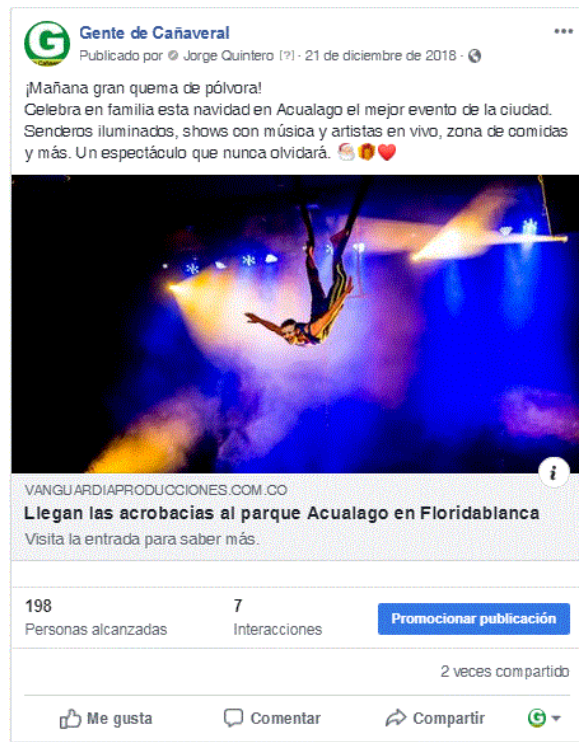 Gente de Cañaveral
Publicado por Jorge Quintero [?] · 21 de diciembre de 2018 ·
¡Mañana gran quema de pólvora!
Celebra en familia esta navidad en Acualago el mejor evento de la ciudad.
Senderos iluminados, shows con música y artistas en vivo, zona de comidas
y más. Un espectáculo que nunca olvidará. 🎅🎁❤️
VANGUARDIAPRODUCCIONES.COM.CO
Llegan las acrobacias al parque Acualago en Floridablanca
Visita la entrada para saber más.
198
Personas alcanzadas
7
Interacciones
Promocionar publicación
2 veces compartido
Me gusta
Comentar
Compartir